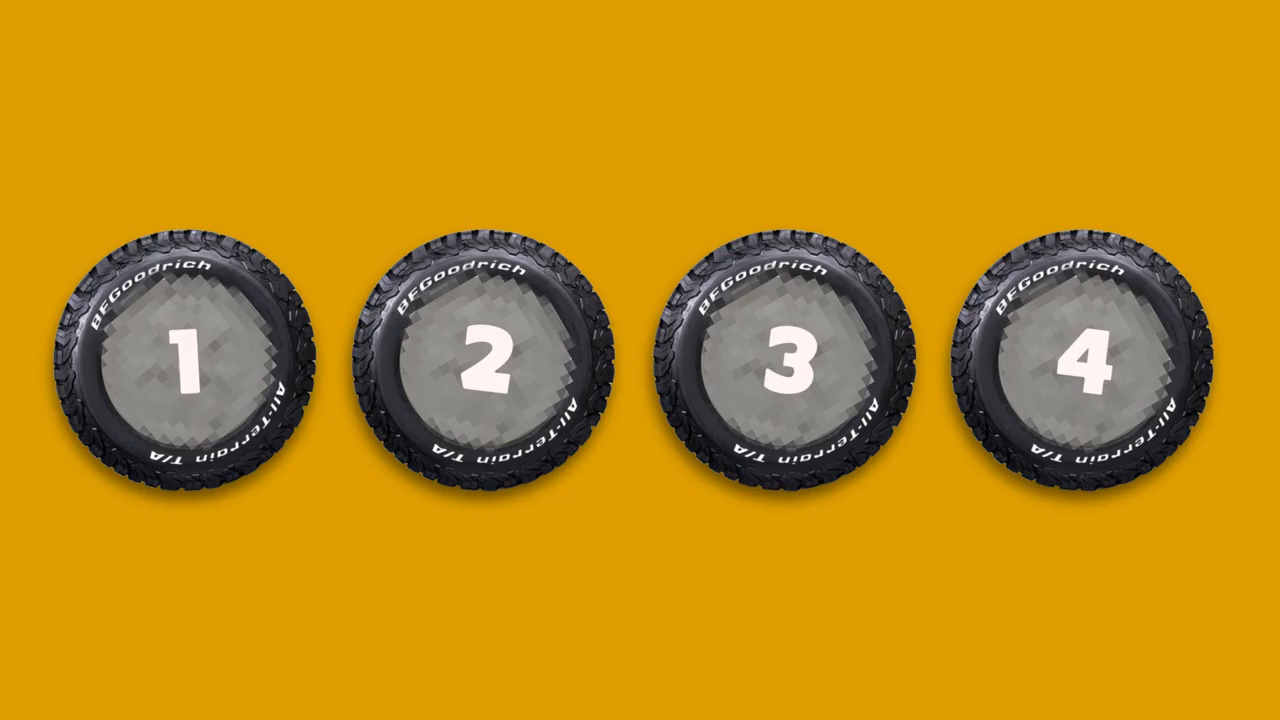 BFGoodrich
1
All-Terrain T/A
BFGoodrich
2
All-Terrain T/A
BFGoodrich
3
All-Terrain T/A
BFGoodrich
4
All-Terrain T/A